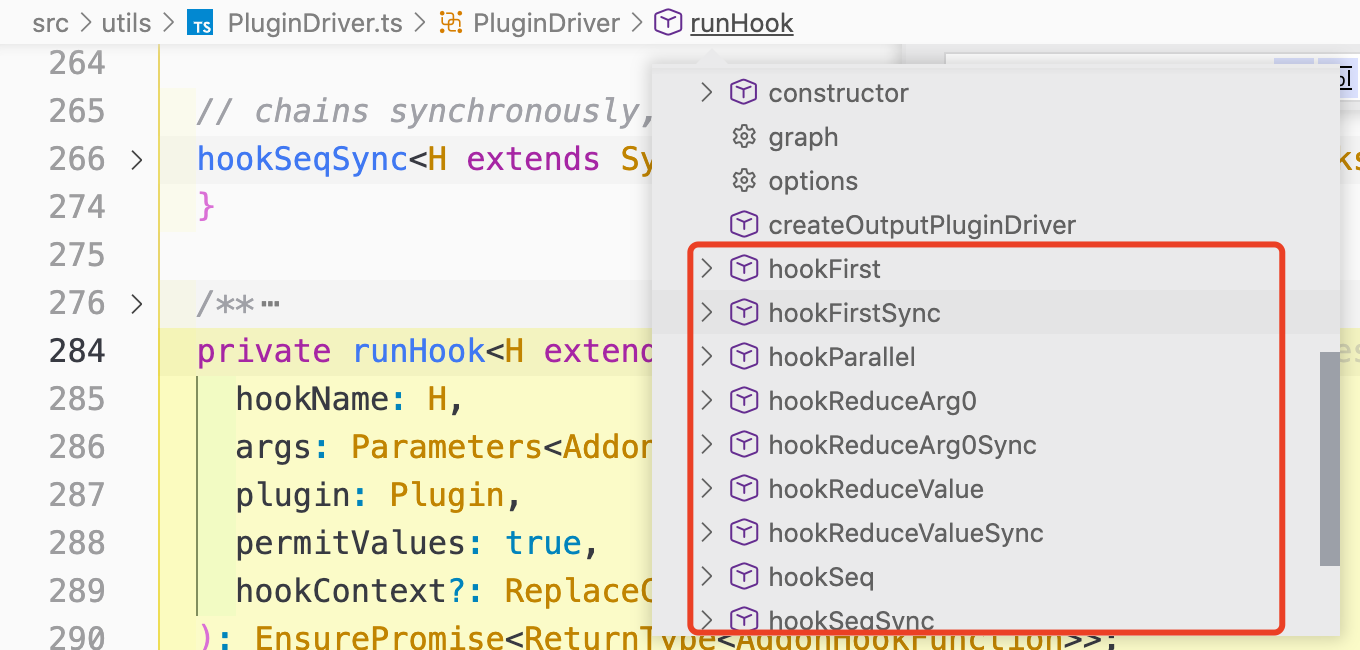 src > utils > TS PluginDriver.ts > PluginDriver > runHook
264
265 // chains synchronously,
266 hookSeqSync<H extends Sy
274 }
275
276 /** ⋯
284 private runHook<H extend
285 hookName: H,
286 args: Parameters<Addon
287 plugin: Plugin,
288 permitValues: true,
289 hookContext?: Replace
290 ): EnsurePromise<ReturnType<AddonHookFunction>>;
constructor
graph
options
createOutputPluginDriver
hookFirst
hookFirstSync
hookParallel
hookReduceArg0
hookReduceArg0Sync
hookReduceValue
hookReduceValueSync
hookSeq
hookSeqSync